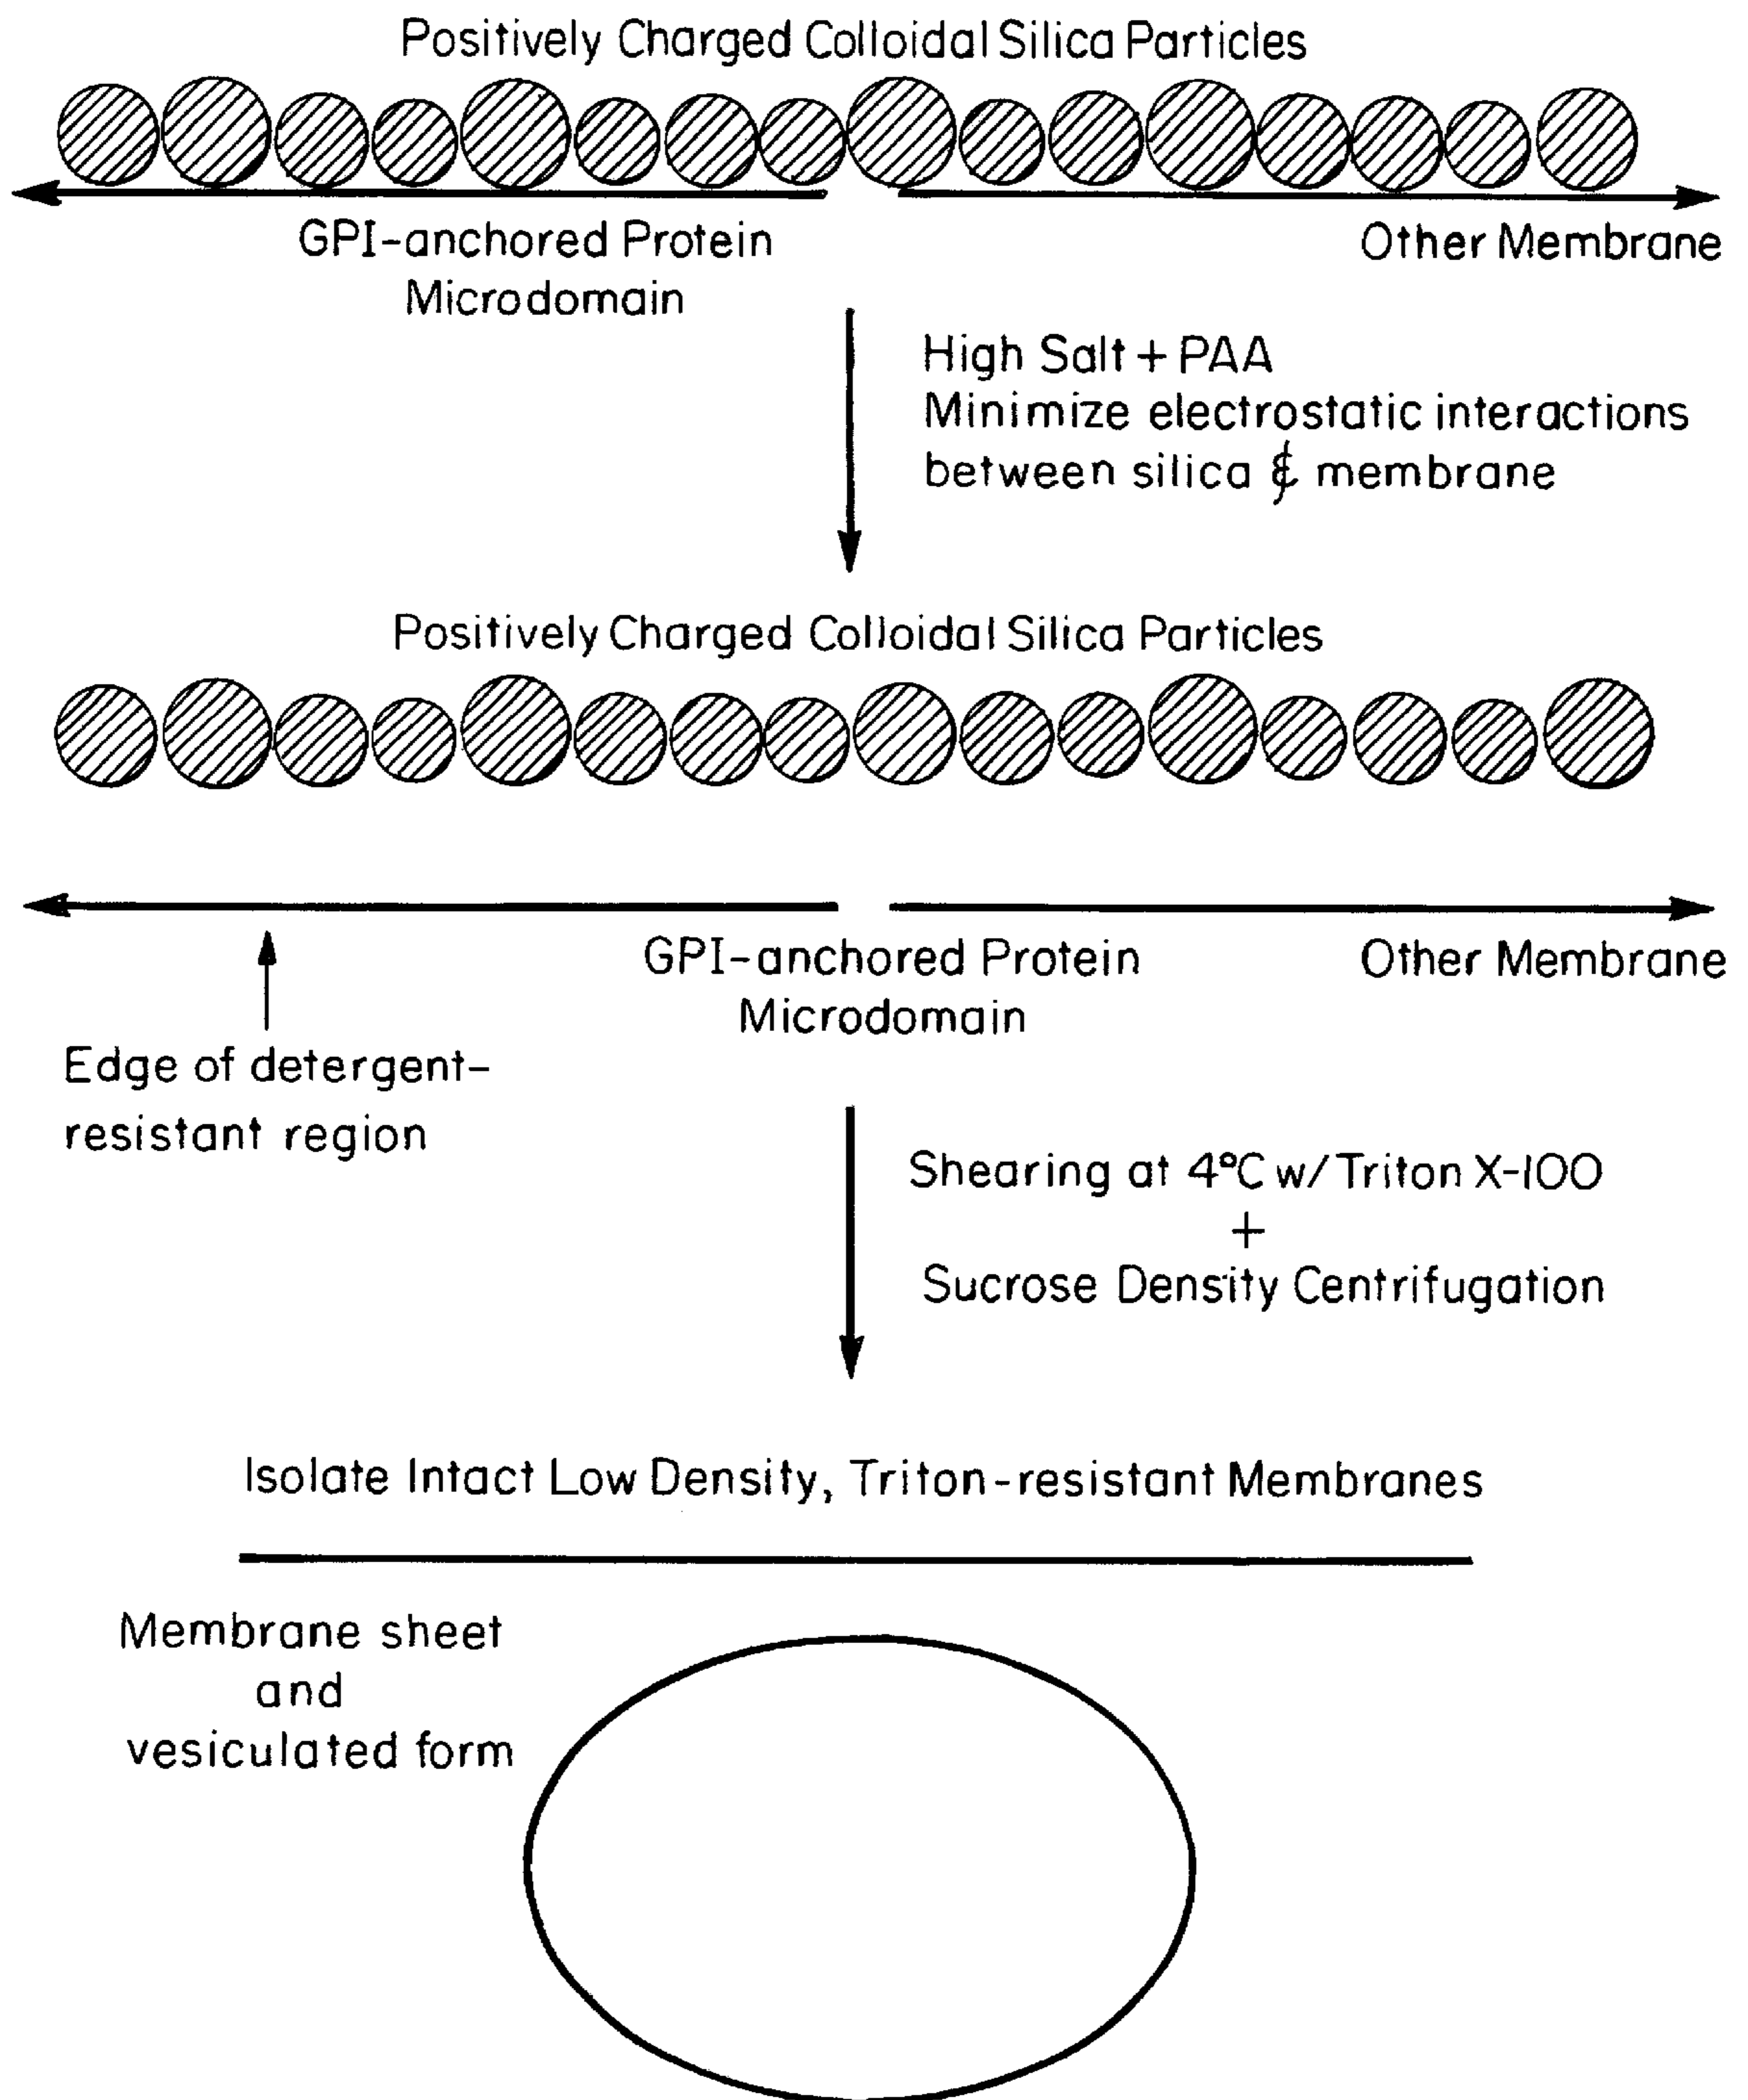 Positively Charged Colloidal Silica Particles
GPI-anchored Protein
Microdomain
Other Membrane
High Salt + PAA
Minimize electrostatic interactions
between silica & membrane
Positively Charged Colloidal Silica Particles
GPI-anchored Protein
Microdomain
Other Membrane
Edge of detergent-
resistant region
Shearing at 4°C w/Triton X-100
+
Sucrose Density Centrifugation
Isolate Intact Low Density, Triton-resistant Membranes
Membrane sheet
and
vesiculated form